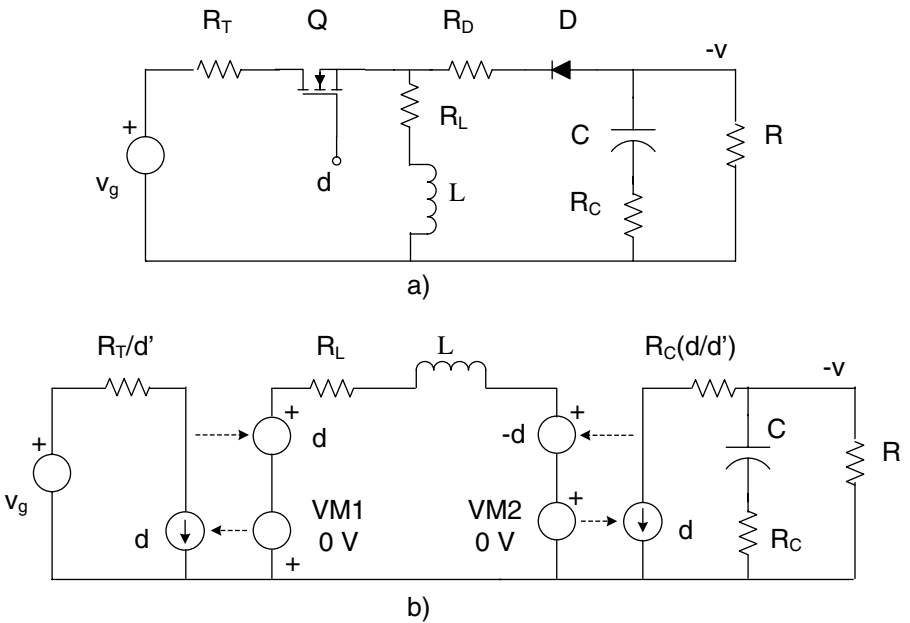 R_T Q R_D D -v
+ R_L C R
v_g d L R_C
a)
R_T/d' R_L L R_C(d/d') -v
+ + d + -d C R
v_g d VM1 0 V + VM2 0 V + d R_C
b)